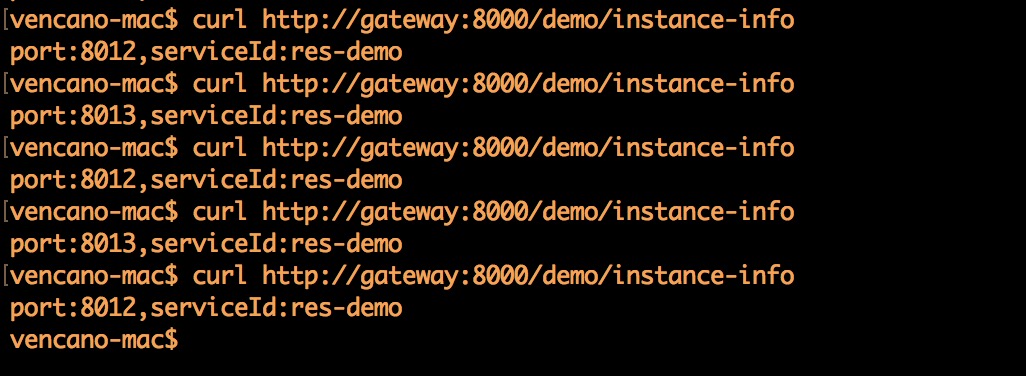 [vencano-mac$ curl http://gateway:8000/demo/instance-info
port:8012,serviceId:res-demo
[vencano-mac$ curl http://gateway:8000/demo/instance-info
port:8013,serviceId:res-demo
[vencano-mac$ curl http://gateway:8000/demo/instance-info
port:8012,serviceId:res-demo
[vencano-mac$ curl http://gateway:8000/demo/instance-info
port:8013,serviceId:res-demo
[vencano-mac$ curl http://gateway:8000/demo/instance-info
port:8012,serviceId:res-demo
vencano-mac$